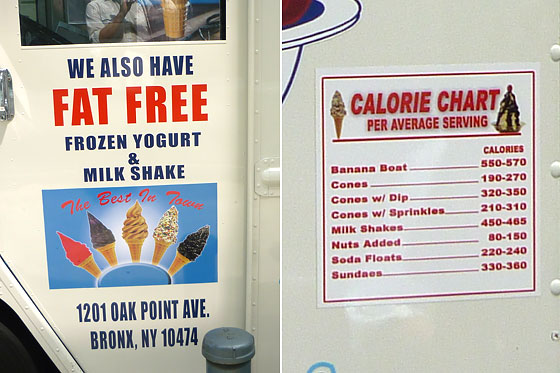 WE ALSO HAVE
FAT FREE
FROZEN YOGURT
&
MILK SHAKE
The Best In Town
1201 OAK POINT AVE.
BRONX, NY 10474
CALORIE CHART
PER AVERAGE SERVING
CALORIES
Banana Boat 550-570
Cones 190-270
Cones w/ Dip 320-350
Cones w/ Sprinkles 210-310
Milk Shakes 450-465
Nuts Added 80-150
Soda Floats 220-240
Sundaes 330-360